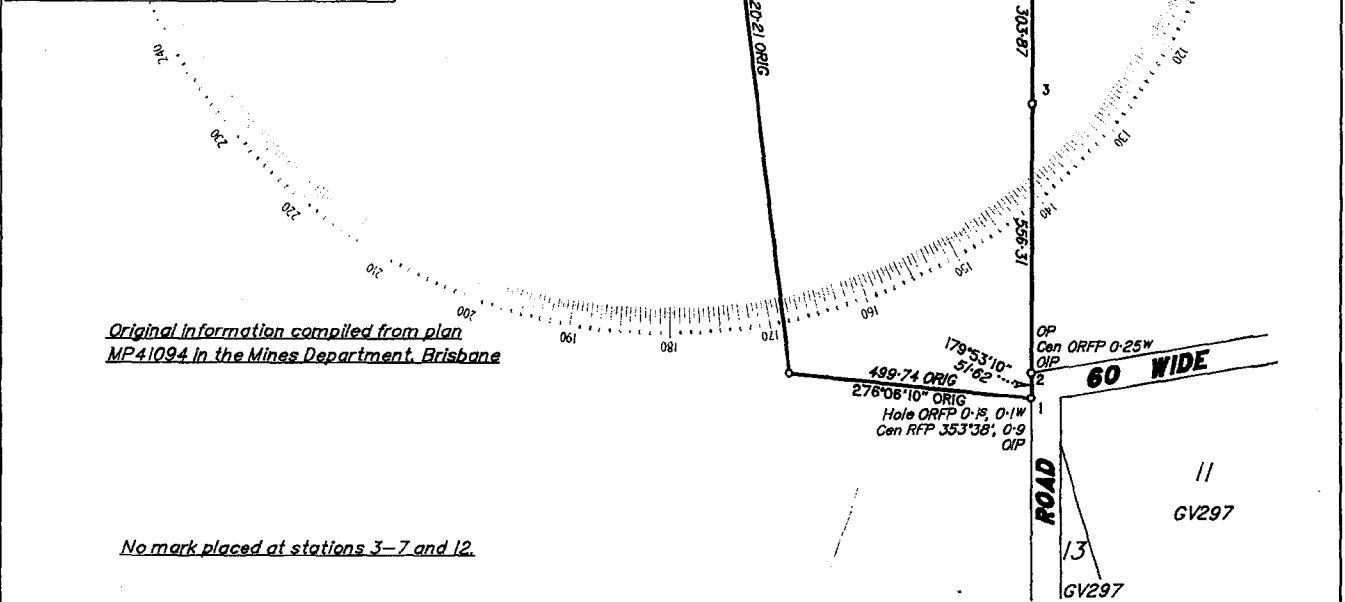 20·21 ORIG
303·87
3
240
120
230
130
220
140
556·31
210
150
200
160
190
180
170
Original information compiled from plan
MP41094 in the Mines Department, Brisbane
OP
Cen ORFP 0·25W
OIP
179°53'10"
51·62
2
60 WIDE
499·74 ORIG
276°06'10" ORIG
1
Hole ORFP 0·1S, 0·1W
Cen RFP 353°38', 0·9
OIP
ROAD
11
GV297
No mark placed at stations 3–7 and 12.
13
GV297